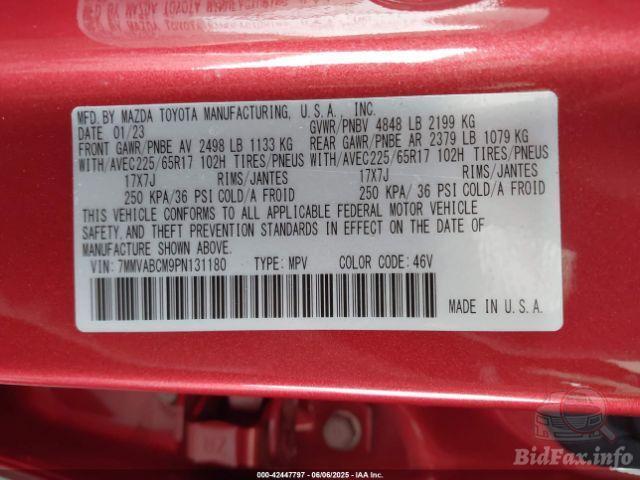 MFD. BY MAZDA TOYOTA MANUFACTURING, U.S.A. INC.
DATE 01/23 GVWR/PNBV 4848 LB 2199 KG
FRONT GAWR/PNBE AV 2498 LB 1133 KG REAR GAWR/PNBE AR 2379 LB 1079 KG
WITH/AVEC225/65R17 102H TIRES/PNEUS WITH/AVEC225/65R17 102H TIRES/PNEUS
17X7J RIMS/JANTES 17X7J RIMS/JANTES
250 KPA/36 PSI COLD/A FROID 250 KPA/ 36 PSI COLD/A FROID
THIS VEHICLE CONFORMS TO ALL APPLICABLE FEDERAL MOTOR VEHICLE
SAFETY, AND THEFT PREVENTION STANDARDS IN EFFECT ON THE DATE OF
MANUFACTURE SHOWN ABOVE.
VIN: 7MMVABCM9PN131180 TYPE: MPV COLOR CODE: 46V
MADE IN U.S.A.
BidFax.info
000-42447797 - 06/06/2025 - IAA Inc.